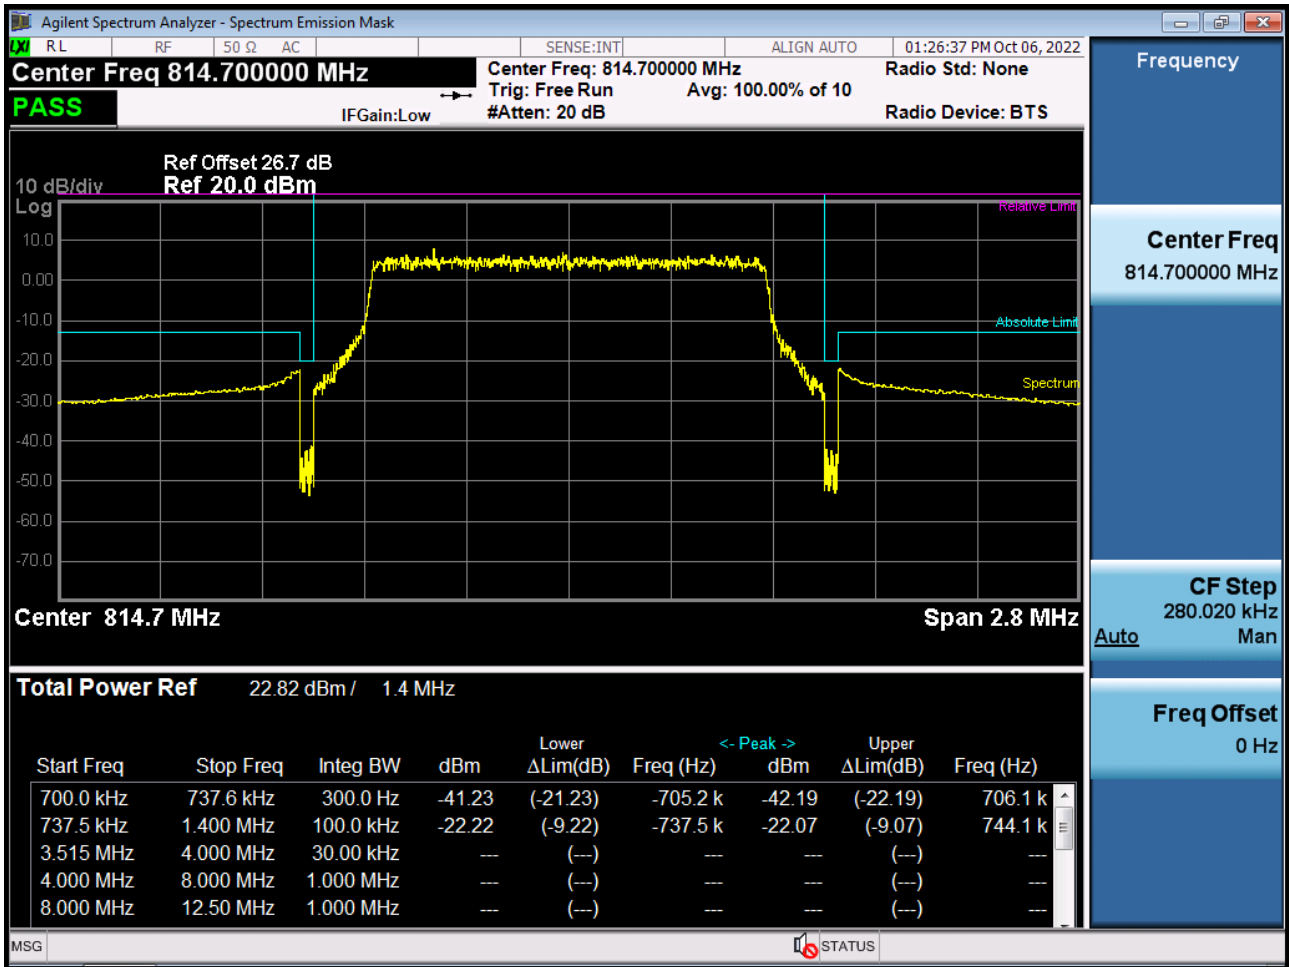 Agilent Spectrum Analyzer - Spectrum Emission Mask
LXI RL RF 50 Ω AC SENSE:INT ALIGN AUTO 01:26:37 PM Oct 06, 2022
Center Freq 814.700000 MHz
Center Freq: 814.700000 MHz Radio Std: None
Trig: Free Run Avg: 100.00% of 10
PASS
IFGain:Low #Atten: 20 dB Radio Device: BTS
Ref Offset 26.7 dB
10 dB/div Ref 20.0 dBm
Log
Relative Limit
10.0
0.00
-10.0
Absolute Limit
-20.0
Spectrum
-30.0
-40.0
-50.0
-60.0
-70.0
Center 814.7 MHz Span 2.8 MHz
Total Power Ref 22.82 dBm / 1.4 MHz
Lower <- Peak -> Upper
Start Freq Stop Freq Integ BW dBm ΔLim(dB) Freq (Hz) dBm ΔLim(dB) Freq (Hz)
700.0 kHz 737.6 kHz 300.0 Hz -41.23 (-21.23) -705.2 k -42.19 (-22.19) 706.1 k
737.5 kHz 1.400 MHz 100.0 kHz -22.22 (-9.22) -737.5 k -22.07 (-9.07) 744.1 k
3.515 MHz 4.000 MHz 30.00 kHz --- (---) --- --- (---) ---
4.000 MHz 8.000 MHz 1.000 MHz --- (---) --- --- (---) ---
8.000 MHz 12.50 MHz 1.000 MHz --- (---) --- --- (---) ---
MSG STATUS
Frequency
Center Freq
814.700000 MHz
CF Step
280.020 kHz
Auto Man
Freq Offset
0 Hz